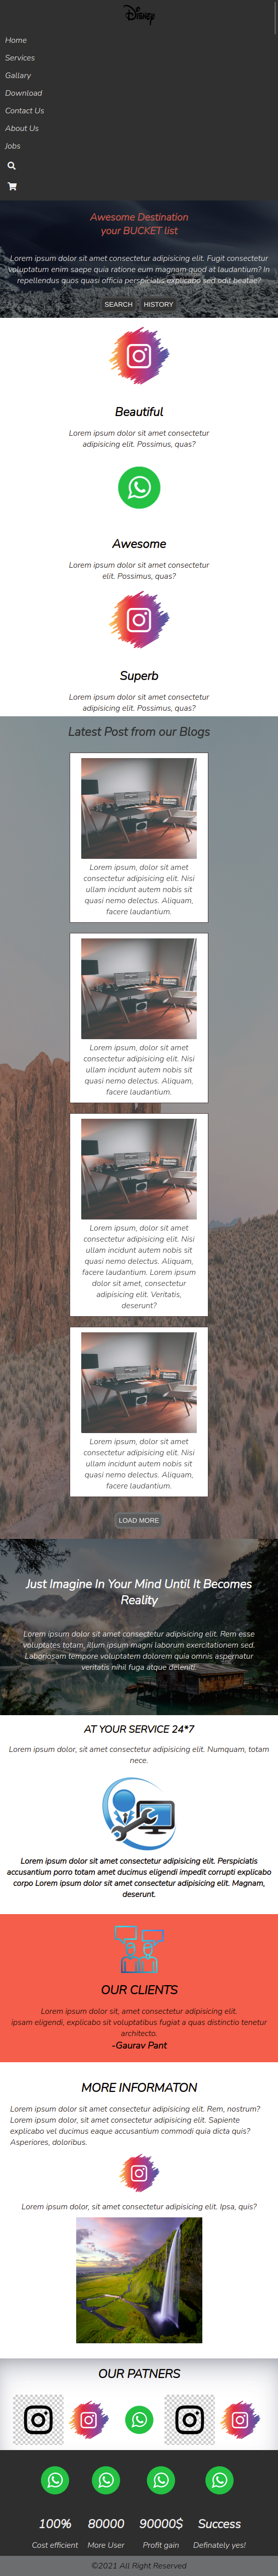 Disney
Home
Services
Gallary
Download
Contact Us
About Us
Jobs
Awesome Destination
your BUCKET list
Lorem ipsum dolor sit amet consectetur adipisicing elit. Fugit consectetur
voluptatum enim saepe quia ratione eum magnam quod at laudantium? In
repellendus quos quasi officia perspiciatis explicabo sed odit beatae?
SEARCH HISTORY
Beautiful
Lorem ipsum dolor sit amet consectetur
adipisicing elit. Possimus, quas?
Awesome
Lorem ipsum dolor sit amet consectetur
elit. Possimus, quas?
Superb
Lorem ipsum dolor sit amet consectetur
adipisicing elit. Possimus, quas?
Latest Post from our Blogs
Lorem ipsum, dolor sit amet
consectetur adipisicing elit. Nisi
ullam incidunt autem nobis sit
quasi nemo delectus. Aliquam,
facere laudantium.
Lorem ipsum, dolor sit amet
consectetur adipisicing elit. Nisi
ullam incidunt autem nobis sit
quasi nemo delectus. Aliquam,
facere laudantium.
Lorem ipsum, dolor sit amet
consectetur adipisicing elit. Nisi
ullam incidunt autem nobis sit
quasi nemo delectus. Aliquam,
facere laudantium. Lorem ipsum
dolor sit amet, consectetur
adipisicing elit. Veritatis,
deserunt?
Lorem ipsum, dolor sit amet
consectetur adipisicing elit. Nisi
ullam incidunt autem nobis sit
quasi nemo delectus. Aliquam,
facere laudantium.
LOAD MORE
Just Imagine In Your Mind Until It Becomes
Reality
Lorem ipsum dolor sit amet consectetur adipisicing elit. Rem esse
voluptates totam, illum ipsum magni laborum exercitationem sed.
Laboriosam tempore voluptatem dolorem quia omnis aspernatur
veritatis nihil fuga atque deleniti.
AT YOUR SERVICE 24*7
Lorem ipsum dolor, sit amet consectetur adipisicing elit. Numquam, totam
nece.
Lorem ipsum dolor sit amet consectetur adipisicing elit. Perspiciatis
accusantium porro totam amet ducimus eligendi impedit corrupti explicabo
corpo Lorem ipsum dolor sit amet consectetur adipisicing elit. Magnam,
deserunt.
OUR CLIENTS
Lorem ipsum dolor sit, amet consectetur adipisicing elit.
ipsam eligendi, explicabo sit voluptatibus fugiat a quas distinctio tenetur
architecto.
-Gaurav Pant
MORE INFORMATON
Lorem ipsum dolor sit amet consectetur adipisicing elit. Rem, nostrum?
Lorem ipsum dolor, sit amet consectetur adipisicing elit. Sapiente
explicabo vel ducimus eaque accusantium commodi quia dicta quis?
Asperiores, doloribus.
Lorem ipsum dolor, sit amet consectetur adipisicing elit. Ipsa, quis?
OUR PATNERS
100% 80000 90000$ Success
Cost efficient More User Profit gain Definately yes!
©2021 All Right Reserved